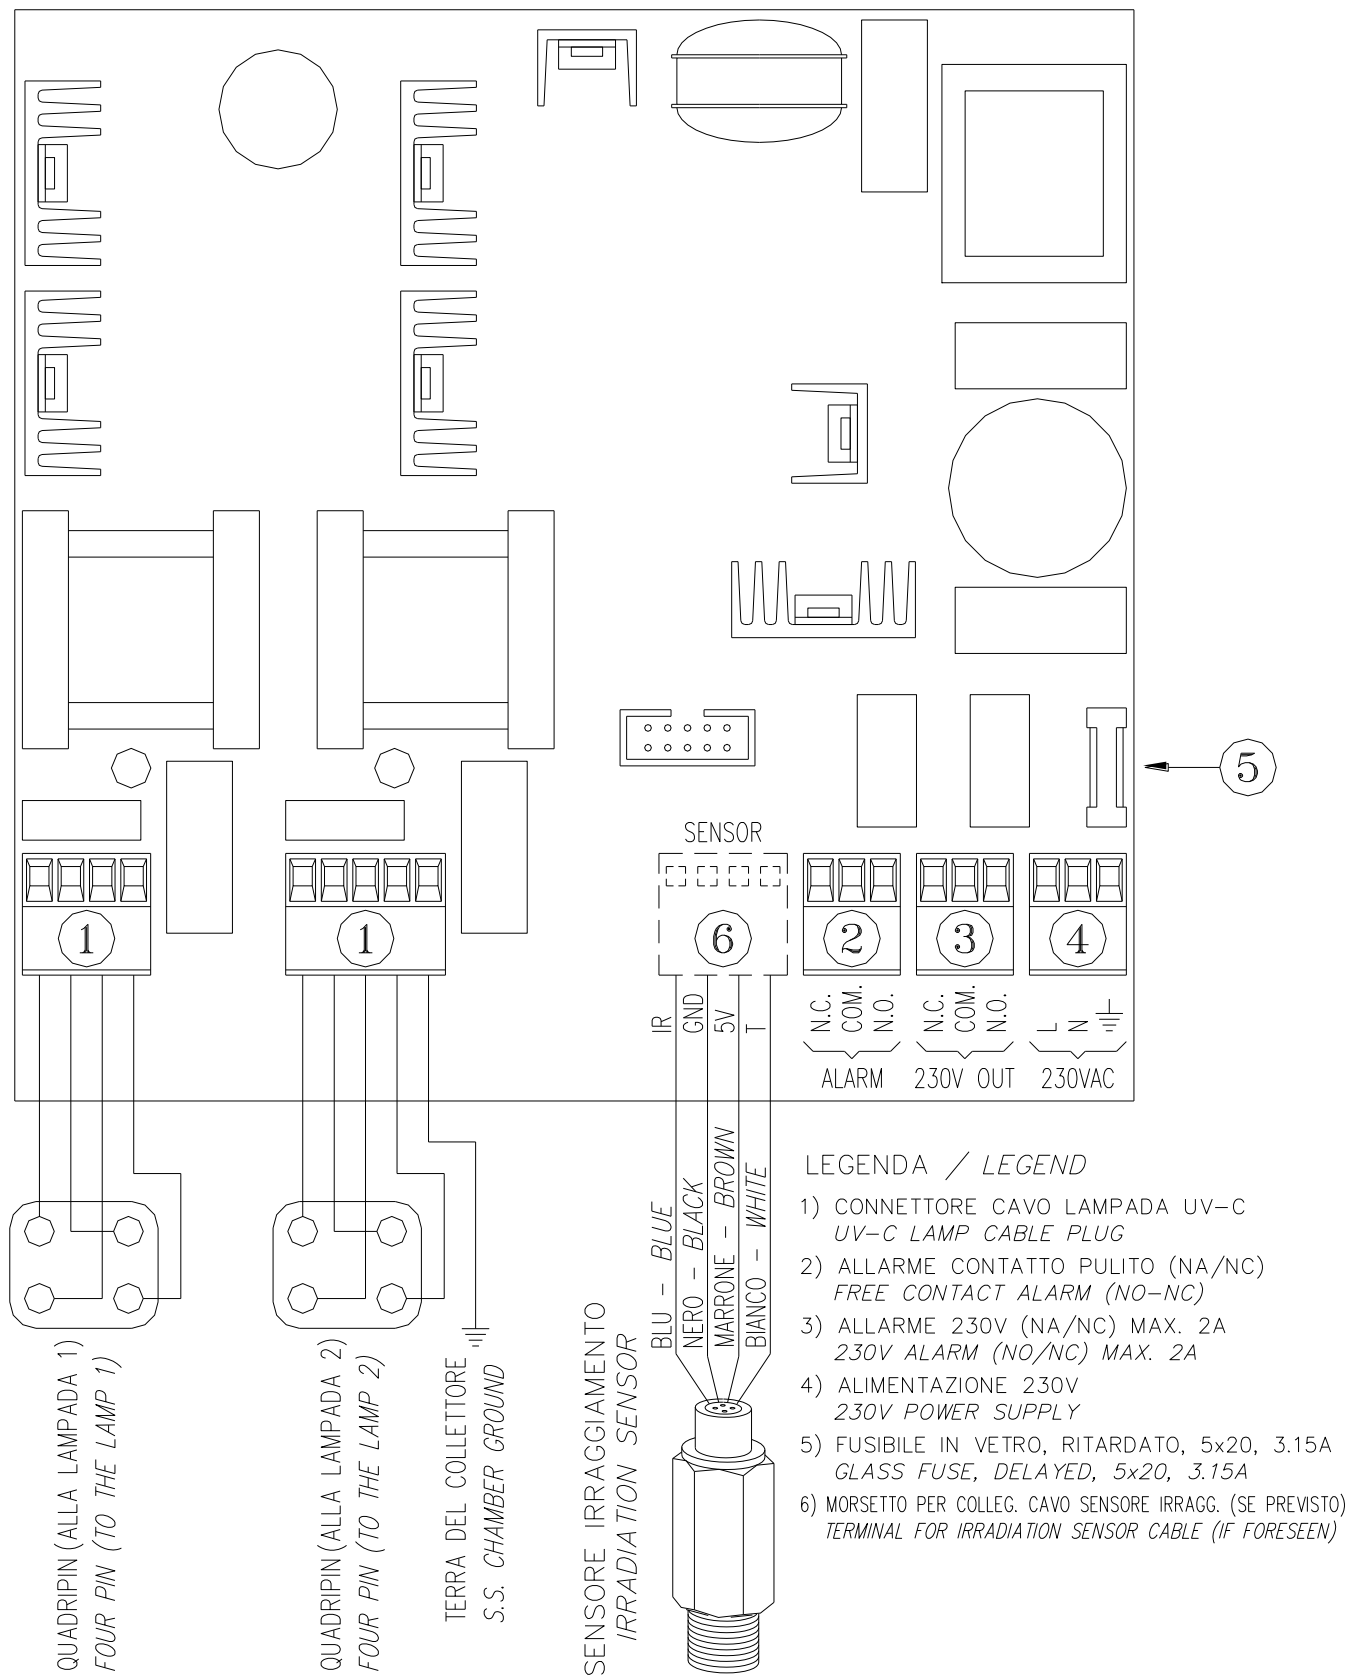 5
SENSOR
1
1
6
2
3
4
IR
GND
5V
T
N.C.
COM.
N.O.
N.C.
COM.
N.O.
L
N
ALARM
230V OUT
230VAC
BLU - BLUE
NERO - BLACK
MARRONE - BROWN
BIANCO - WHITE
QUADRIPIN (ALLA LAMPADA 1)
FOUR PIN (TO THE LAMP 1)
QUADRIPIN (ALLA LAMPADA 2)
FOUR PIN (TO THE LAMP 2)
TERRA DEL COLLETTORE
S.S. CHAMBER GROUND
SENSORE IRRAGGIAMENTO
IRRADIATION SENSOR
LEGENDA / LEGEND
1) CONNETTORE CAVO LAMPADA UV-C
UV-C LAMP CABLE PLUG
2) ALLARME CONTATTO PULITO (NA/NC)
FREE CONTACT ALARM (NO-NC)
3) ALLARME 230V (NA/NC) MAX. 2A
230V ALARM (NO/NC) MAX. 2A
4) ALIMENTAZIONE 230V
230V POWER SUPPLY
5) FUSIBILE IN VETRO, RITARDATO, 5x20, 3.15A
GLASS FUSE, DELAYED, 5x20, 3.15A
6) MORSETTO PER COLLEG. CAVO SENSORE IRRAGG. (SE PREVISTO)
TERMINAL FOR IRRADIATION SENSOR CABLE (IF FORESEEN)